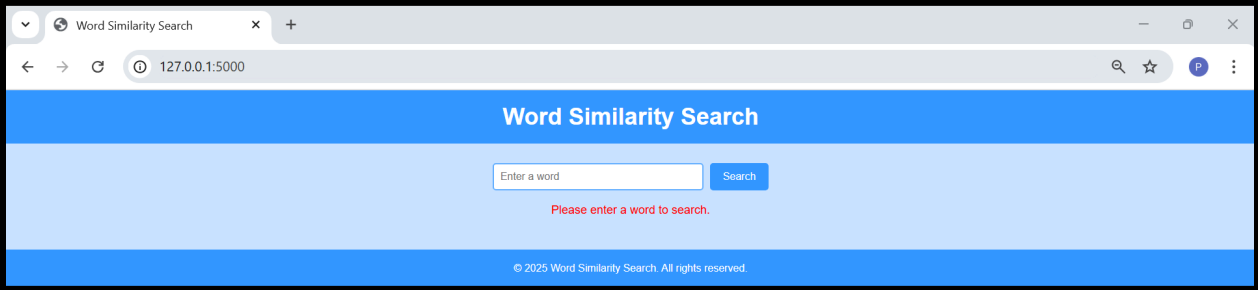 Word Similarity Search
127.0.0.1:5000
P
Word Similarity Search
Enter a word
Search
Please enter a word to search.
© 2025 Word Similarity Search. All rights reserved.